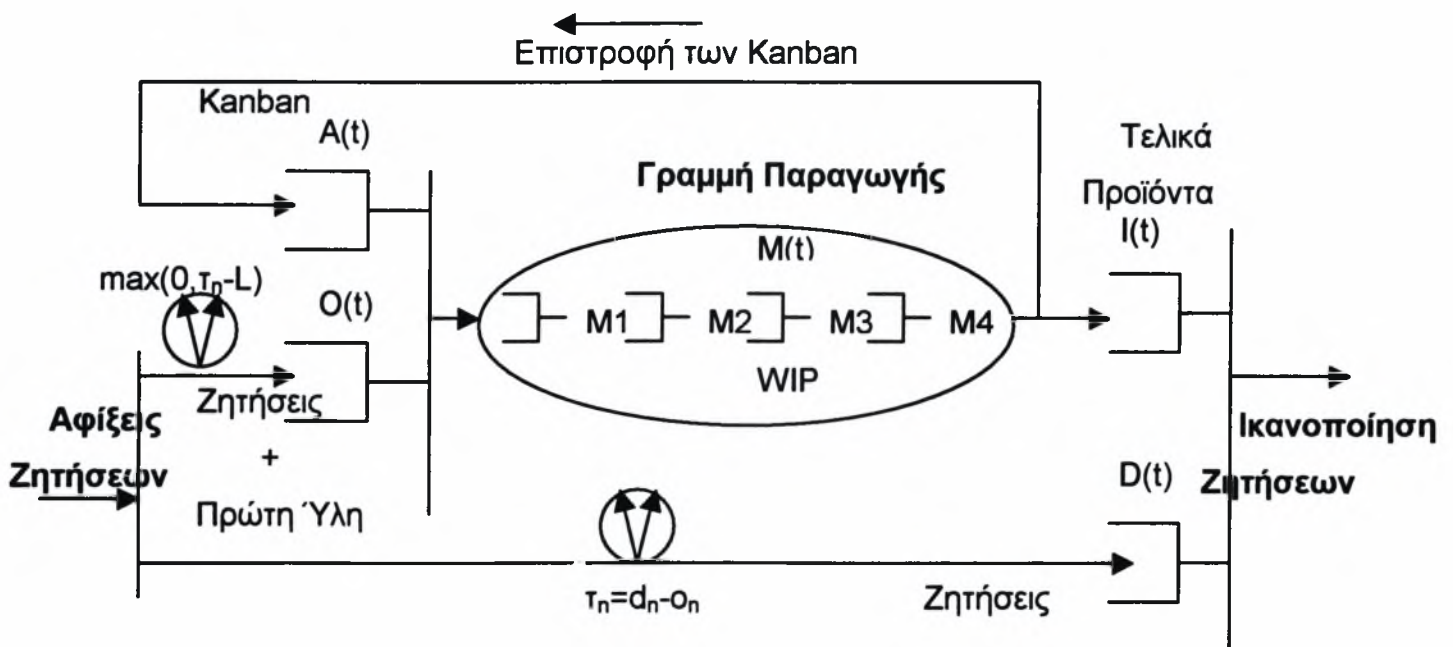 Επιστροφή των Kanban
Kanban
A(t)
Τελικά
Προϊόντα
I(t)
Γραμμή Παραγωγής
M(t)
max(0,τn-L)
O(t)
M1 M2 M3 M4
WIP
Ζητήσεις
+
Πρώτη Ύλη
Αφίξεις
Ζητήσεων
Ικανοποίηση
Ζητήσεων
D(t)
τn=dn-on
Ζητήσεις